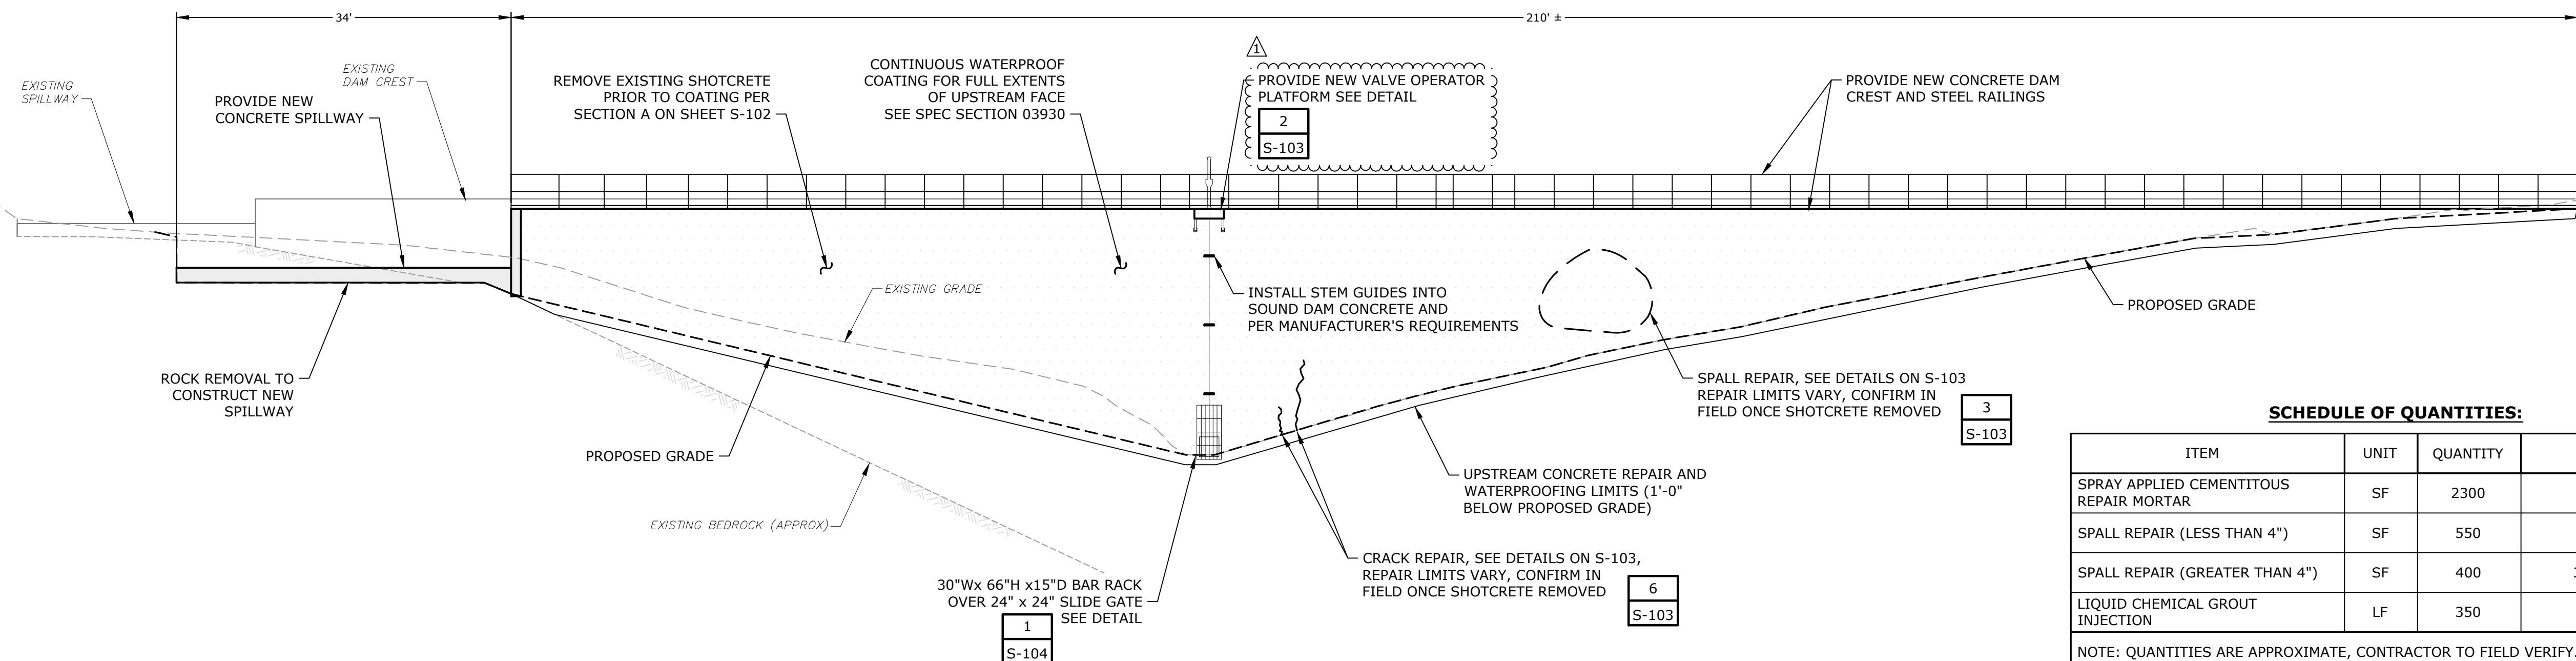 34'
210' ±
EXISTING
SPILLWAY
EXISTING
DAM CREST
PROVIDE NEW
CONCRETE SPILLWAY
REMOVE EXISTING SHOTCRETE
PRIOR TO COATING PER
SECTION A ON SHEET S-102
CONTINUOUS WATERPROOF
COATING FOR FULL EXTENTS
OF UPSTREAM FACE
SEE SPEC SECTION 03930
1
PROVIDE NEW VALVE OPERATOR
PLATFORM SEE DETAIL
2
S-103
PROVIDE NEW CONCRETE DAM
CREST AND STEEL RAILINGS
EXISTING GRADE
INSTALL STEM GUIDES INTO
SOUND DAM CONCRETE AND
PER MANUFACTURER'S REQUIREMENTS
PROPOSED GRADE
ROCK REMOVAL TO
CONSTRUCT NEW
SPILLWAY
PROPOSED GRADE
EXISTING BEDROCK (APPROX)
30"Wx 66"H x15"D BAR RACK
OVER 24" x 24" SLIDE GATE
SEE DETAIL
1
S-104
SPALL REPAIR, SEE DETAILS ON S-103
REPAIR LIMITS VARY, CONFIRM IN
FIELD ONCE SHOTCRETE REMOVED
3
S-103
UPSTREAM CONCRETE REPAIR AND
WATERPROOFING LIMITS (1'-0"
BELOW PROPOSED GRADE)
CRACK REPAIR, SEE DETAILS ON S-103,
REPAIR LIMITS VARY, CONFIRM IN
FIELD ONCE SHOTCRETE REMOVED
6
S-103
SCHEDULE OF QUANTITIES:
ITEM UNIT QUANTITY
SPRAY APPLIED CEMENTITOUS
REPAIR MORTAR SF 2300
SPALL REPAIR (LESS THAN 4") SF 550
SPALL REPAIR (GREATER THAN 4") SF 400
LIQUID CHEMICAL GROUT
INJECTION LF 350
NOTE: QUANTITIES ARE APPROXIMATE, CONTRACTOR TO FIELD VERIFY.